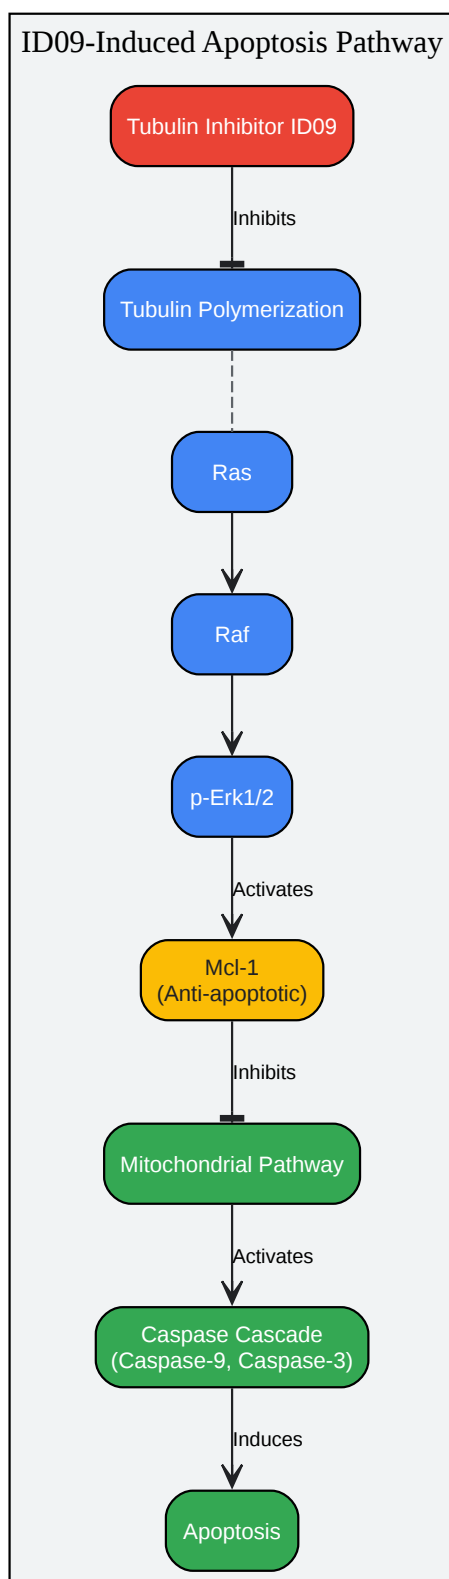 ID09-Induced Apoptosis Pathway
Tubulin Inhibitor ID09
Inhibits
Tubulin Polymerization
Ras
Raf
p-Erk1/2
Activates
Mcl-1
(Anti-apoptotic)
Inhibits
Mitochondrial Pathway
Activates
Caspase Cascade
(Caspase-9, Caspase-3)
Induces
Apoptosis